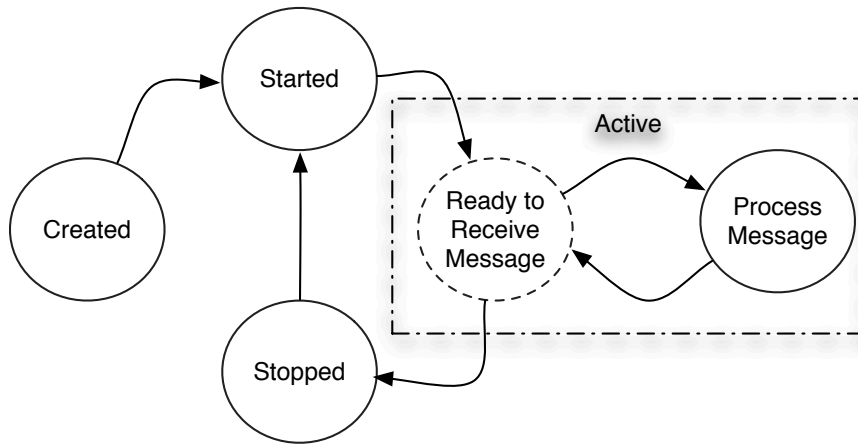 Started
Active
Created
Ready to
Receive
Message
Process
Message
Stopped